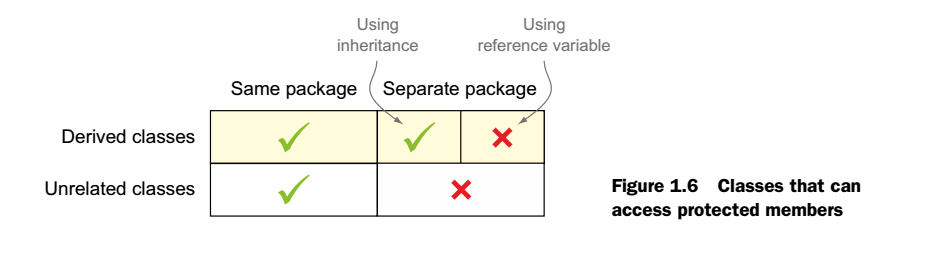 Using
inheritance
Using
reference variable
Same package
Separate package
Derived classes
Unrelated classes
Figure 1.6 Classes that can
access protected members